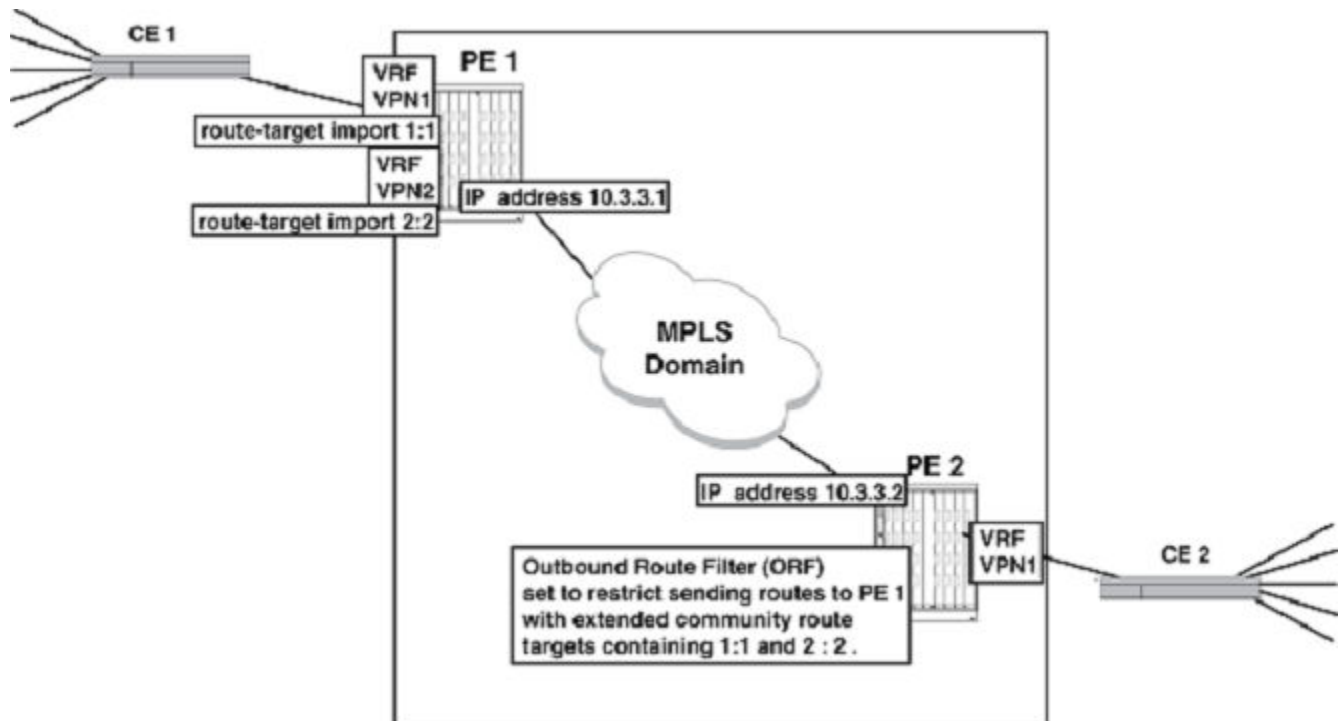 CE 1
PE 1
VRF
VPN1
route-target import 1:1
VRF
VPN2
route-target import 2:2
IP address 10.3.3.1
MPLS
Domain
PE 2
IP address 10.3.3.2
VRF
VPN1
CE 2
Outbound Route Filter (ORF)
set to restrict sending routes to PE 1
with extended community route
targets containing 1:1 and 2 : 2 .